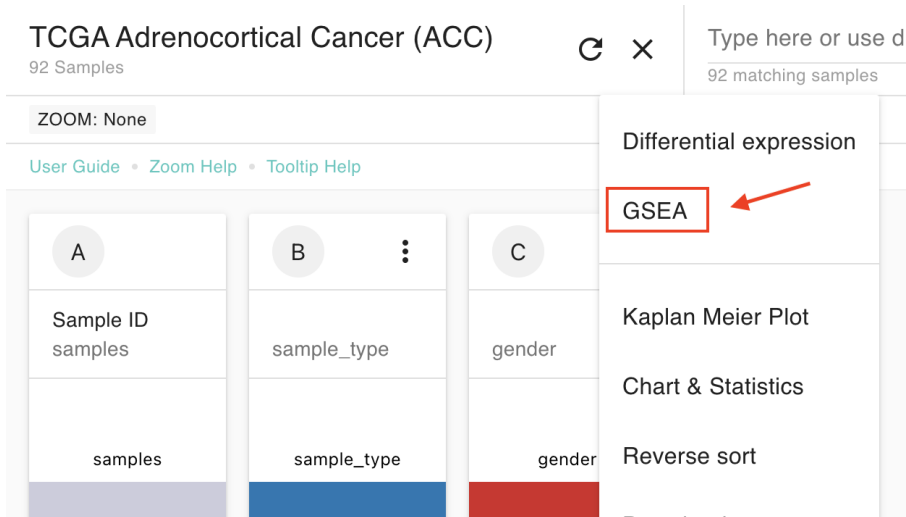 TCGA Adrenocortical Cancer (ACC)
92 Samples
Type here or use d
92 matching samples
ZOOM: None
User Guide • Zoom Help • Tooltip Help
Differential expression
GSEA
Kaplan Meier Plot
Chart & Statistics
Reverse sort
A
B
C
Sample ID
samples
sample_type
gender
samples
sample_type
gender